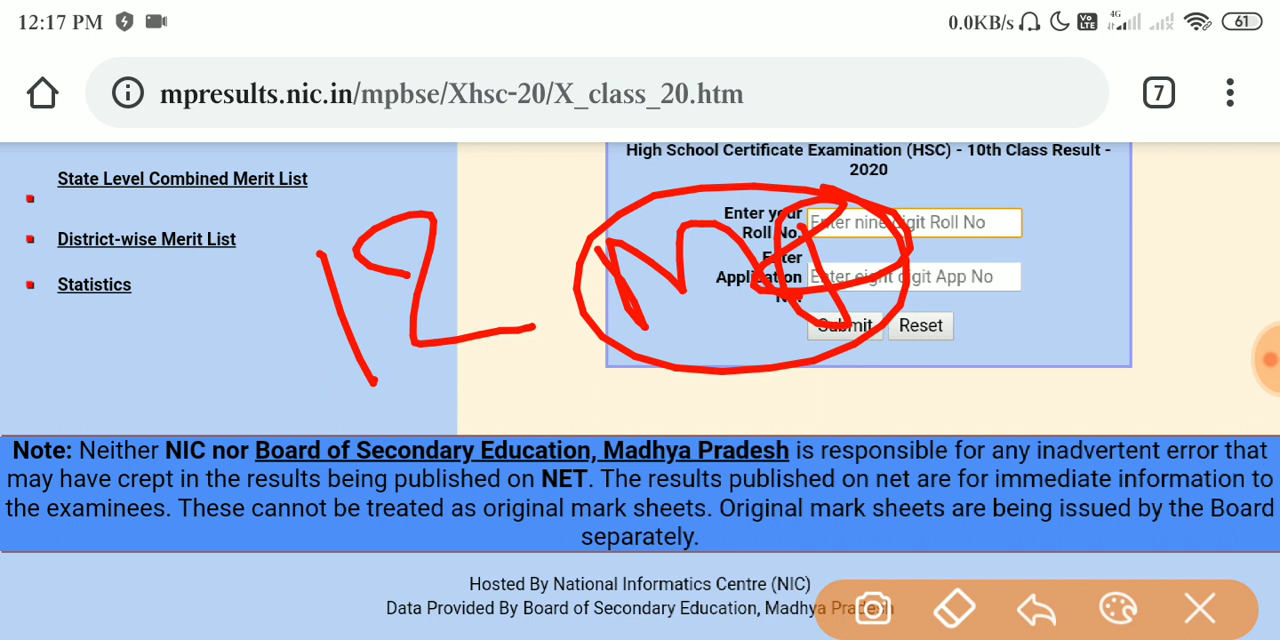 12:17 PM 0.0KB/s Vo LTE 4G 61
mpresults.nic.in/mpbse/Xhsc-20/X_class_20.htm 7
High School Certificate Examination (HSC) - 10th Class Result -
2020
State Level Combined Merit List
District-wise Merit List
Statistics
Enter your
Roll No.
Enter nine digit Roll No
Enter
Application
No.
Enter eight digit App No
Submit Reset
12 MP
Note: Neither NIC nor Board of Secondary Education, Madhya Pradesh is responsible for any inadvertent error that
may have crept in the results being published on NET. The results published on net are for immediate information to
the examinees. These cannot be treated as original mark sheets. Original mark sheets are being issued by the Board
separately.
Hosted By National Informatics Centre (NIC)
Data Provided By Board of Secondary Education, Madhya Pradesh